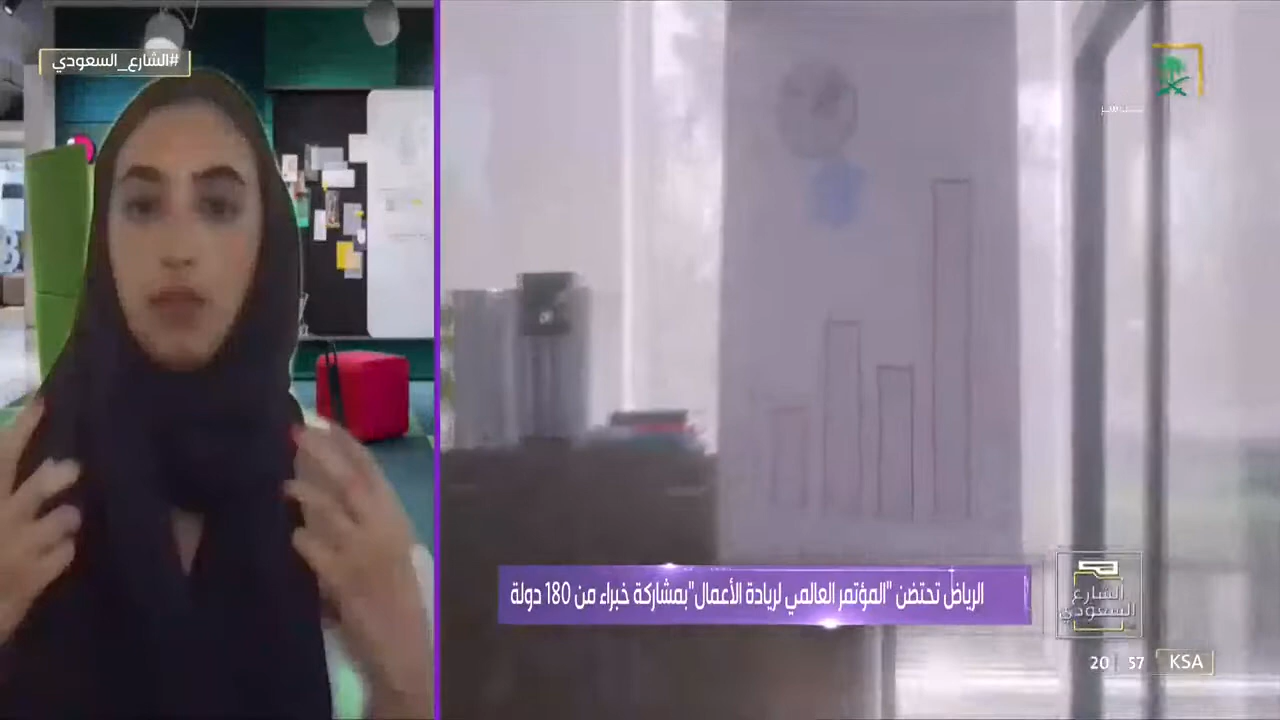 #الشارع_السعودي
الرياض تحتضن "المؤتمر العالمي لريادة الأعمال"بمشاركة خبراء من 180 دولة
الشارع
السعودي
20 57 KSA